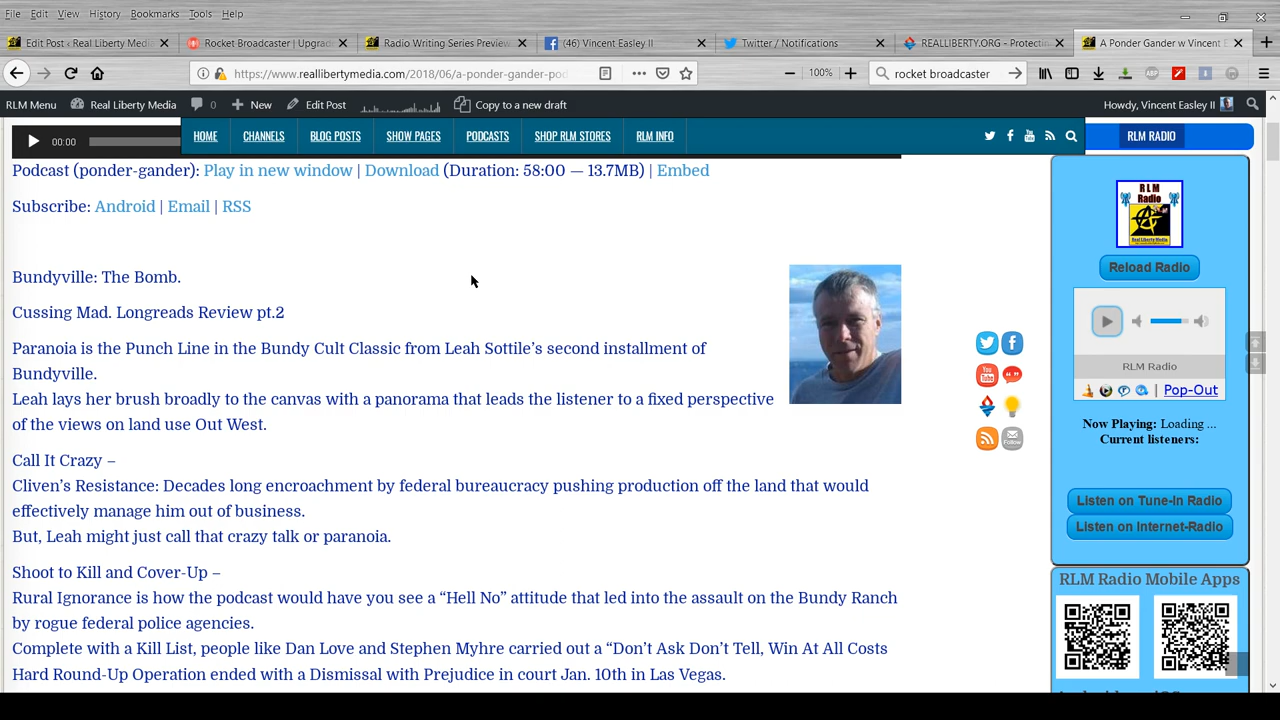 File Edit View History Bookmarks Tools Help
Edit Post ‹ Real Liberty Medi
Rocket Broadcaster | Upgrad
Radio Writing Series Preview
(46) Vincent Easley II
Twitter / Notifications
REALLIBERTY.ORG - Protectin
A Ponder Gander w Vincent E
https://www.reallibertymedia.com/2018/06/a-ponder-gander-pod
100%
rocket broadcaster
RLM Menu Real Liberty Media 0 New Edit Post Copy to a new draft Howdy, Vincent Easley II
HOME CHANNELS BLOG POSTS SHOW PAGES PODCASTS SHOP RLM STORES RLM INFO
RLM RADIO
00:00
Podcast (ponder-gander): Play in new window | Download (Duration: 58:00 — 13.7MB) | Embed
Subscribe: Android | Email | RSS
Bundyville: The Bomb.
Cussing Mad. Longreads Review pt.2
Paranoia is the Punch Line in the Bundy Cult Classic from Leah Sottile’s second installment of
Bundyville.
Leah lays her brush broadly to the canvas with a panorama that leads the listener to a fixed perspective
of the views on land use Out West.
Call It Crazy –
Cliven’s Resistance: Decades long encroachment by federal bureaucracy pushing production off the land that would
effectively manage him out of business.
But, Leah might just call that crazy talk or paranoia.
Shoot to Kill and Cover-Up –
Rural Ignorance is how the podcast would have you see a “Hell No” attitude that led into the assault on the Bundy Ranch
by rogue federal police agencies.
Complete with a Kill List, people like Dan Love and Stephen Myhre carried out a “Don’t Ask Don’t Tell, Win At All Costs
Hard Round-Up Operation ended with a Dismissal with Prejudice in court Jan. 10th in Las Vegas.
RLM
Radio
Real Liberty Media
Reload Radio
RLM Radio
| Pop-Out
Now Playing: Loading ...
Current listeners:
Listen on Tune-In Radio
Listen on Internet-Radio
RLM Radio Mobile Apps
You
Tube
Follow